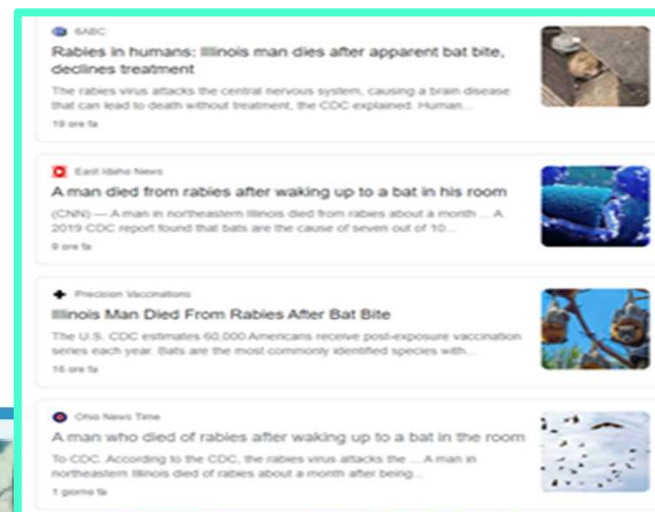 6ABC
Rabies in humans: Illinois man dies after apparent bat bite,
declines treatment
The rabies virus attacks the central nervous system, causing a brain disease
that can lead to death without treatment, the CDC explained. Human...
19 ore fa
East Idaho News
A man died from rabies after waking up to a bat in his room
(CNN) — A man in northeastern Illinois died from rabies about a month ... A
2019 CDC report found that bats are the cause of seven out of 10...
9 ore fa
Precision Vaccinations
Illinois Man Died From Rabies After Bat Bite
The U.S. CDC estimates 60,000 Americans receive post-exposure vaccination
series each year. Bats are the most commonly identified species with...
16 ore fa
Ohio News Time
A man who died of rabies after waking up to a bat in the room
To CDC. According to the CDC, the rabies virus attacks the ... A man in
northeastern Illinois died of rabies about a month after being...
1 giorno fa